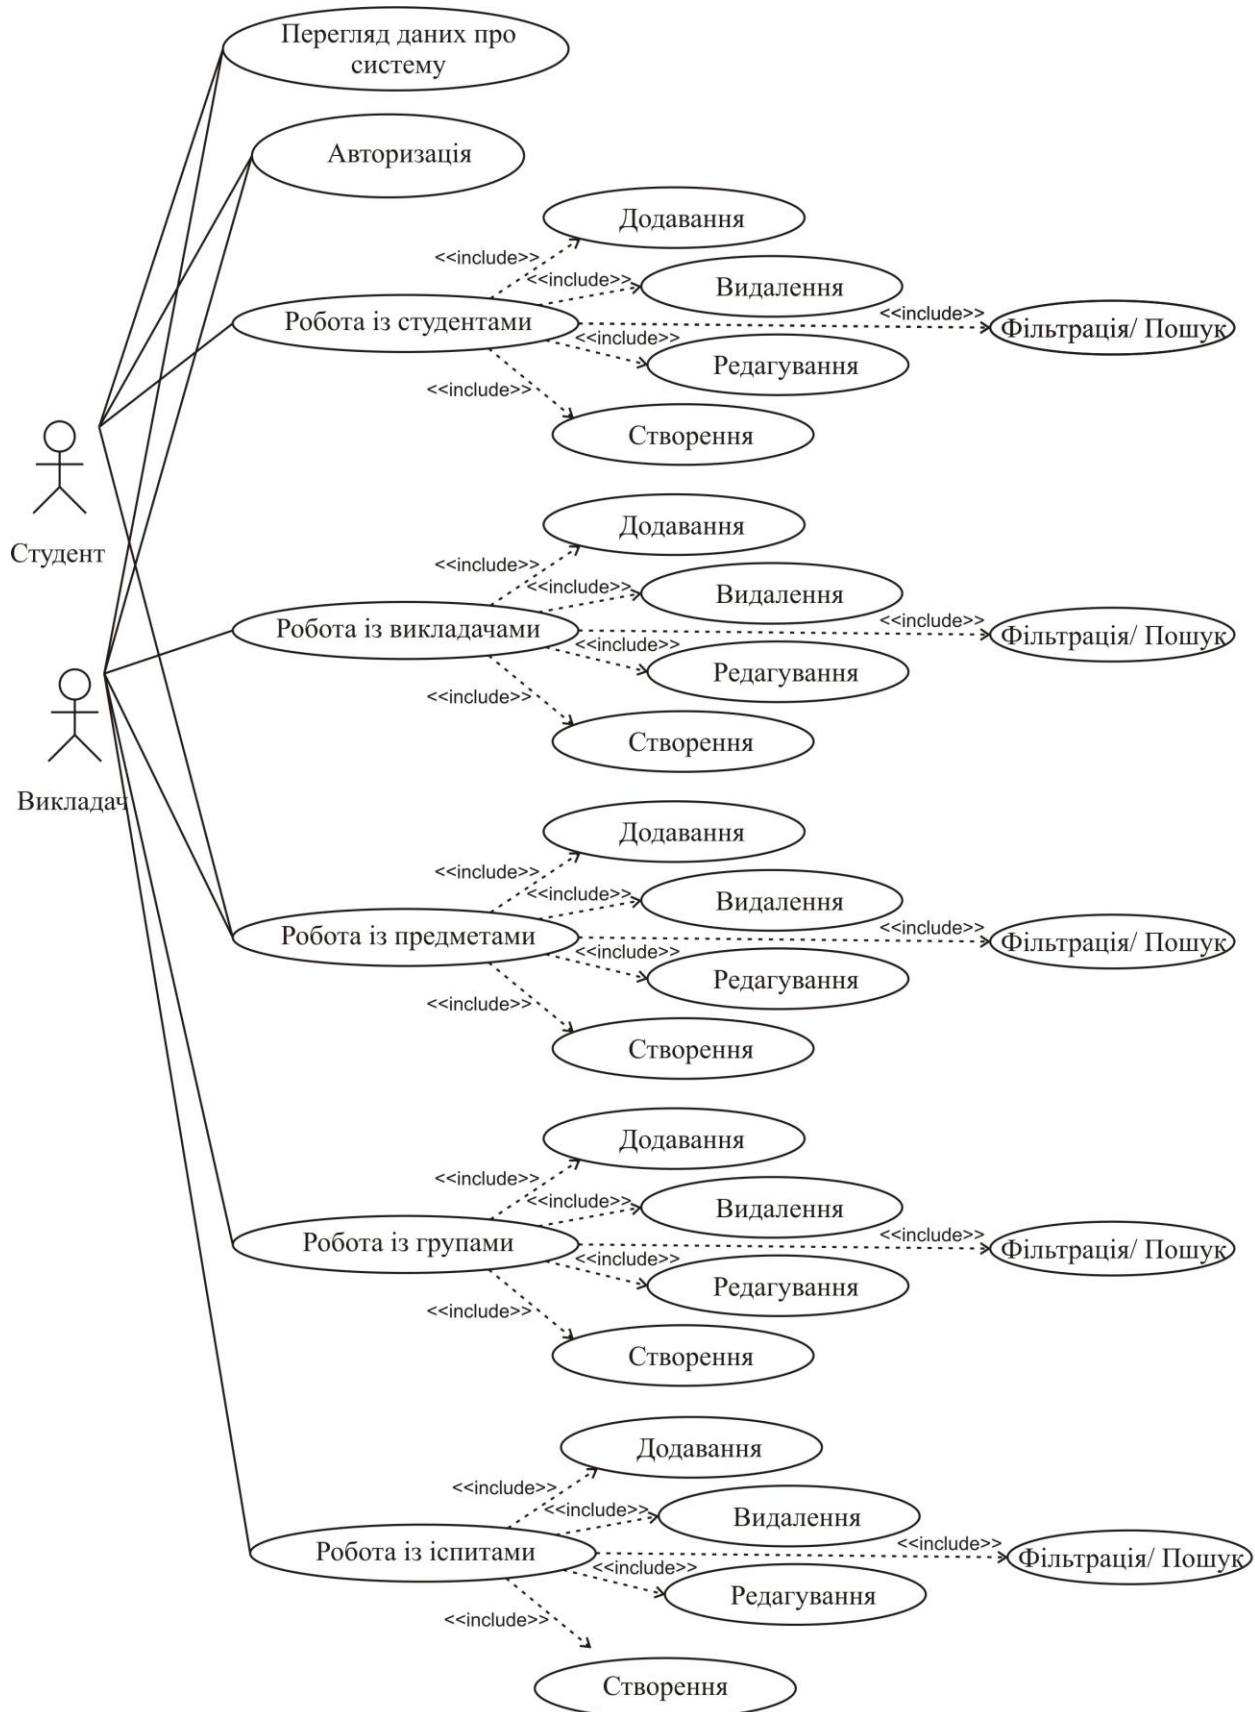 Перегляд даних про
систему
Авторизація
Додавання
<<include>>
Видалення
<<include>>
Робота із студентами
<<include>>
Фільтрація/ Пошук
<<include>>
Редагування
<<include>>
Створення
Студент
Додавання
<<include>>
Видалення
<<include>>
Робота із викладачами
<<include>>
Фільтрація/ Пошук
<<include>>
Редагування
<<include>>
Створення
Викладач
Додавання
<<include>>
Видалення
<<include>>
Робота із предметами
<<include>>
Фільтрація/ Пошук
<<include>>
Редагування
<<include>>
Створення
Додавання
<<include>>
Видалення
<<include>>
Робота із групами
<<include>>
Фільтрація/ Пошук
<<include>>
Редагування
<<include>>
Створення
Додавання
<<include>>
Видалення
<<include>>
Робота із іспитами
<<include>>
Фільтрація/ Пошук
<<include>>
Редагування
<<include>>
Створення